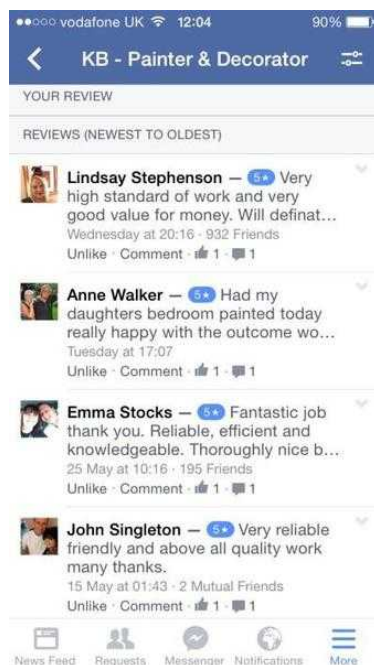 vodafone UK 12:04 90%
KB - Painter & Decorator
YOUR REVIEW
REVIEWS (NEWEST TO OLDEST)
Lindsay Stephenson — 5★ Very
high standard of work and very
good value for money. Will definat...
Wednesday at 20:16 · 932 Friends
Unlike · Comment · 1 · 1
Anne Walker — 5★ Had my
daughters bedroom painted today
really happy with the outcome wo...
Tuesday at 17:07
Unlike · Comment · 1 · 1
Emma Stocks — 5★ Fantastic job
thank you. Reliable, efficient and
knowledgeable. Thoroughly nice b...
25 May at 10:16 · 195 Friends
Unlike · Comment · 1 · 1
John Singleton — 5★ Very reliable
friendly and above all quality work
many thanks.
15 May at 01:43 · 2 Mutual Friends
Unlike · Comment · 1 · 1
News Feed Requests Messenger Notifications More